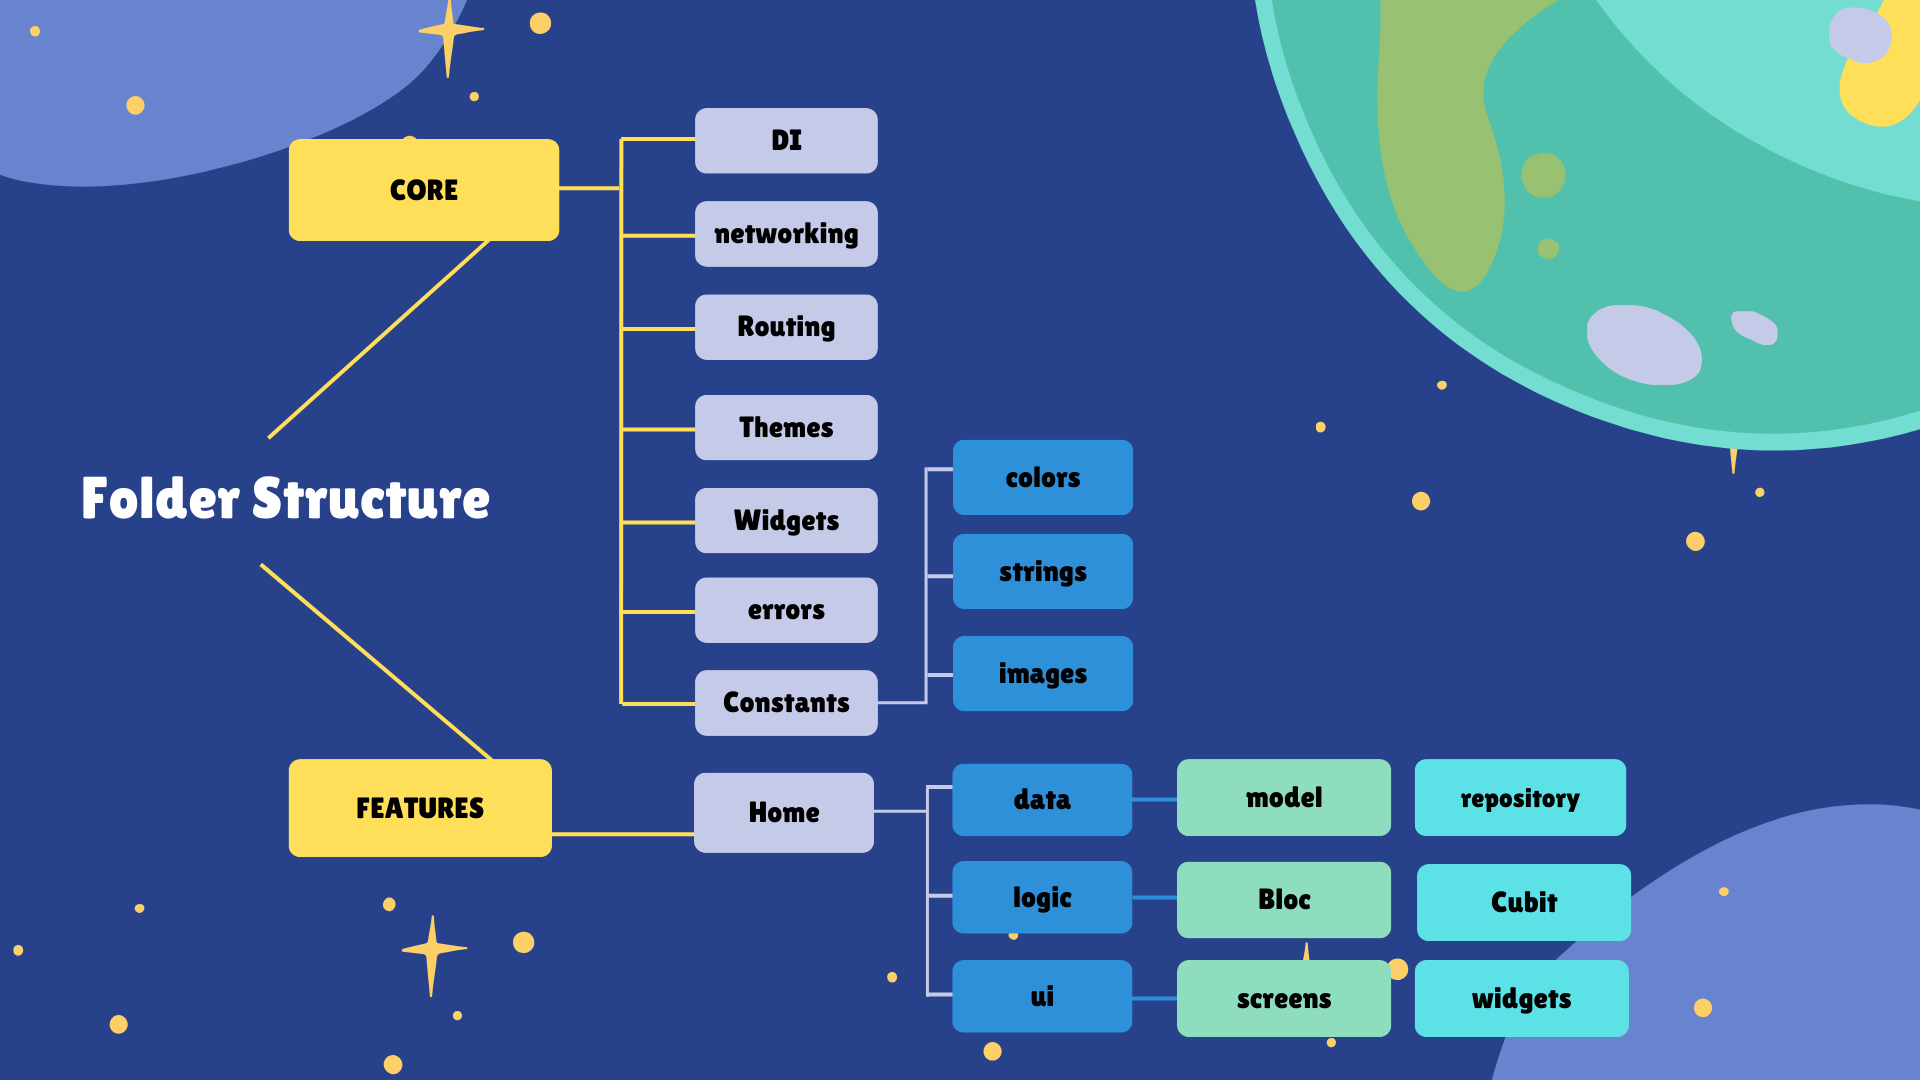 CORE
DI
networking
Routing
Themes
Widgets
errors
Constants
colors
strings
images
Folder Structure
FEATURES
Home
data
model
repository
logic
Bloc
Cubit
ui
screens
widgets